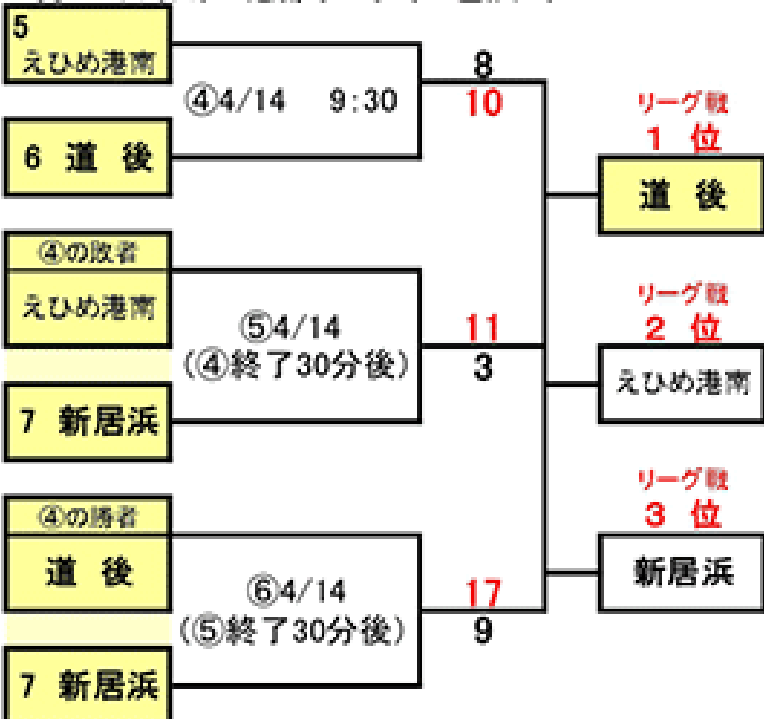 5
えひめ港南
④4/14 9:30
6 道 後
8
10
リーグ戦
1 位
道 後
④の敗者
えひめ港南
⑤4/14
(④終了30分後)
7 新居浜
11
3
リーグ戦
2 位
えひめ港南
④の勝者
道 後
⑥4/14
(⑤終了30分後)
7 新居浜
17
9
リーグ戦
3 位
新居浜